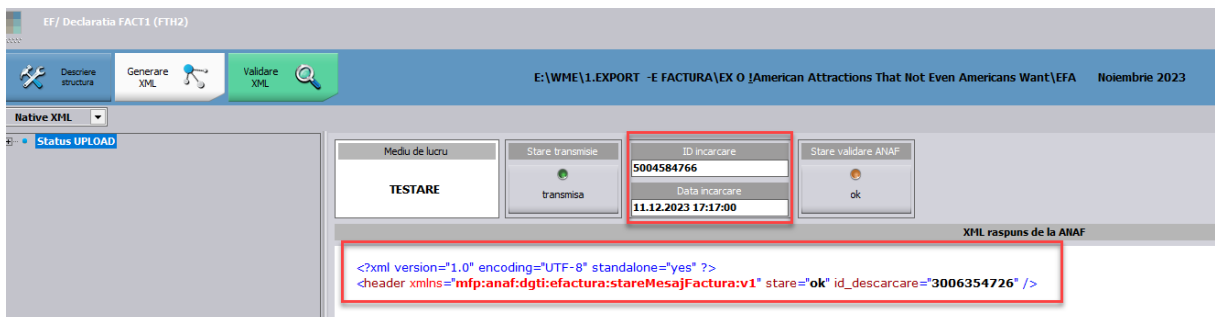 EF/ Declaratia FACT1 (FTH2)
Descriere structura
Generare XML
Validare XML
E:\WME\1.EXPORT -E FACTURA\EX O !American Attractions That Not Even Americans Want\EFA Noiembrie 2023
Native XML
Status UPLOAD
Mediu de lucru
TESTARE
Stare transmisie
transmisa
ID incarcare
5004584766
Data incarcare
11.12.2023 17:17:00
Stare validare ANAF
ok
XML raspuns de la ANAF
<?xml version="1.0" encoding="UTF-8" standalone="yes" ?>
<header xmlns="mfp:anaf:dgti:efactura:stareMesajFactura:v1" stare="ok" id_descarcare="3006354726" />